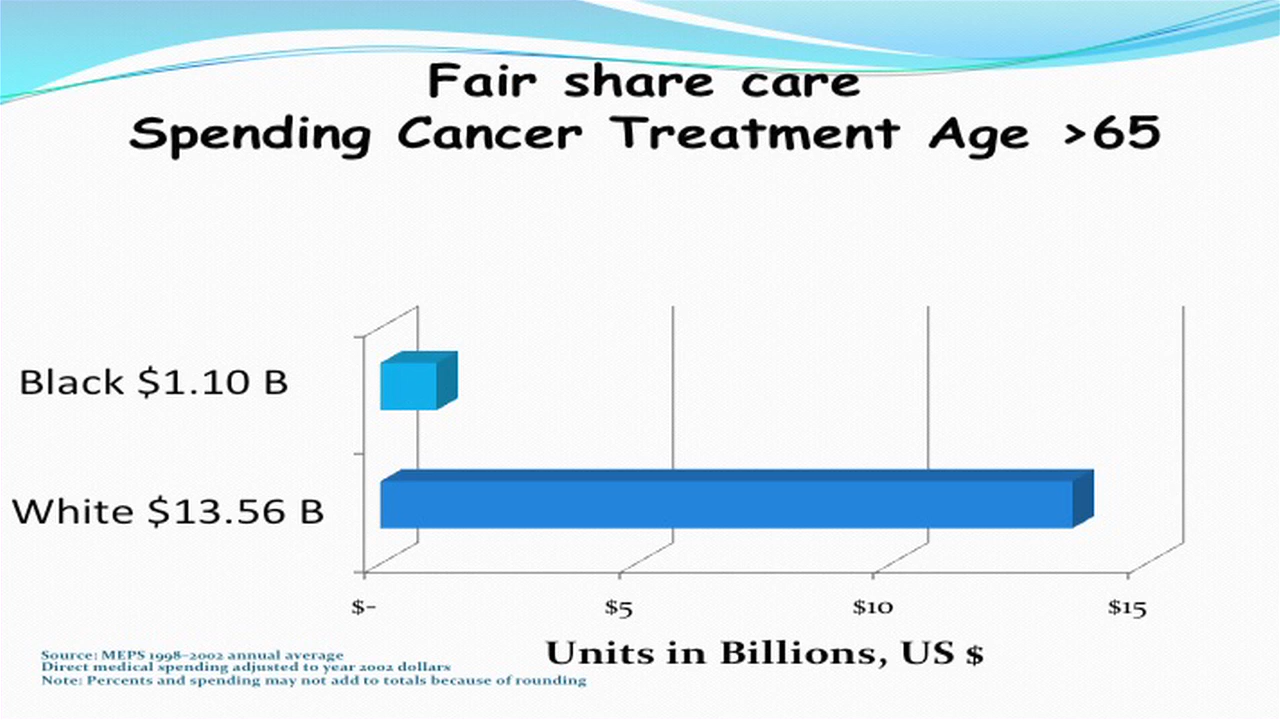 Fair share care
Spending Cancer Treatment Age >65
Black $1.10 B
White $13.56 B
$- $5 $10 $15
Units in Billions, US $
Source: MEPS 1998–2002 annual average
Direct medical spending adjusted to year 2002 dollars
Note: Percents and spending may not add to totals because of rounding